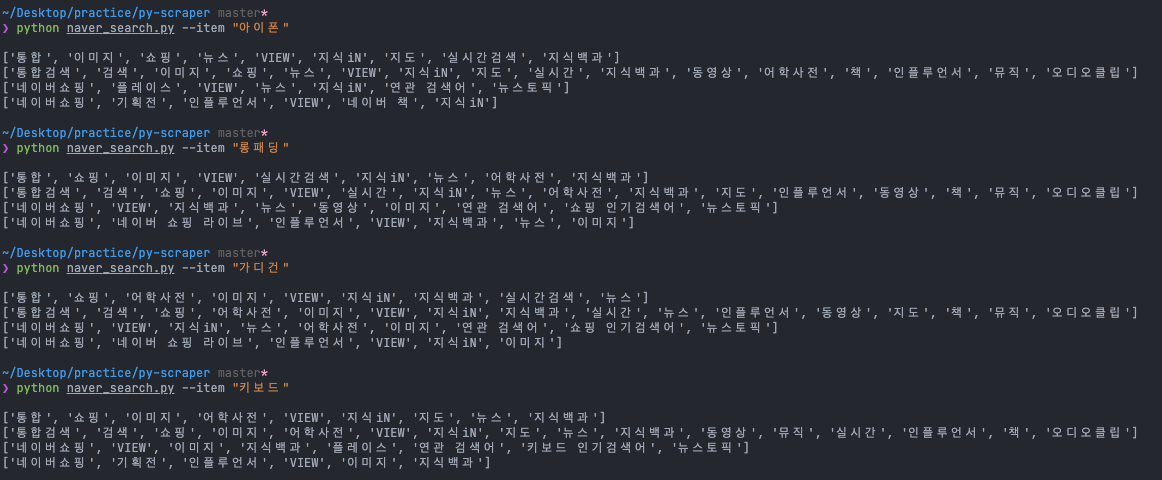 ~/Desktop/practice/py-scraper master*
❯ python naver_search.py --item "아이폰"
['통합', '이미지', '쇼핑', '뉴스', 'VIEW', '지식iN', '지도', '실시간검색', '지식백과']
['통합검색', '검색', '이미지', '쇼핑', '뉴스', 'VIEW', '지식iN', '지도', '실시간', '지식백과', '동영상', '어학사전', '책', '인플루언서', '뮤직', '오디오클립']
['네이버쇼핑', '플레이스', 'VIEW', '뉴스', '지식iN', '연관 검색어', '뉴스토픽']
['네이버쇼핑', '기획전', '인플루언서', 'VIEW', '네이버 책', '지식iN']
~/Desktop/practice/py-scraper master*
❯ python naver_search.py --item "롱패딩"
['통합', '쇼핑', '이미지', 'VIEW', '실시간검색', '지식iN', '뉴스', '어학사전', '지식백과']
['통합검색', '검색', '쇼핑', '이미지', 'VIEW', '실시간', '지식iN', '뉴스', '어학사전', '지식백과', '지도', '인플루언서', '동영상', '책', '뮤직', '오디오클립']
['네이버쇼핑', 'VIEW', '지식백과', '뉴스', '동영상', '이미지', '연관 검색어', '쇼핑 인기검색어', '뉴스토픽']
['네이버쇼핑', '네이버 쇼핑 라이브', '인플루언서', 'VIEW', '지식백과', '뉴스', '이미지']
~/Desktop/practice/py-scraper master*
❯ python naver_search.py --item "가디건"
['통합', '쇼핑', '어학사전', '이미지', 'VIEW', '지식iN', '지식백과', '실시간검색', '뉴스']
['통합검색', '검색', '쇼핑', '어학사전', '이미지', 'VIEW', '지식iN', '지식백과', '실시간', '뉴스', '인플루언서', '동영상', '지도', '책', '뮤직', '오디오클립']
['네이버쇼핑', 'VIEW', '지식iN', '뉴스', '어학사전', '이미지', '연관 검색어', '쇼핑 인기검색어', '뉴스토픽']
['네이버쇼핑', '네이버 쇼핑 라이브', '인플루언서', 'VIEW', '지식iN', '이미지']
~/Desktop/practice/py-scraper master*
❯ python naver_search.py --item "키보드"
['통합', '쇼핑', '이미지', '어학사전', 'VIEW', '지식iN', '지도', '뉴스', '지식백과']
['통합검색', '검색', '쇼핑', '이미지', '어학사전', 'VIEW', '지식iN', '지도', '뉴스', '지식백과', '동영상', '뮤직', '실시간', '인플루언서', '책', '오디오클립']
['네이버쇼핑', 'VIEW', '이미지', '지식백과', '플레이스', '연관 검색어', '키보드 인기검색어', '뉴스토픽']
['네이버쇼핑', '기획전', '인플루언서', 'VIEW', '이미지', '지식백과']